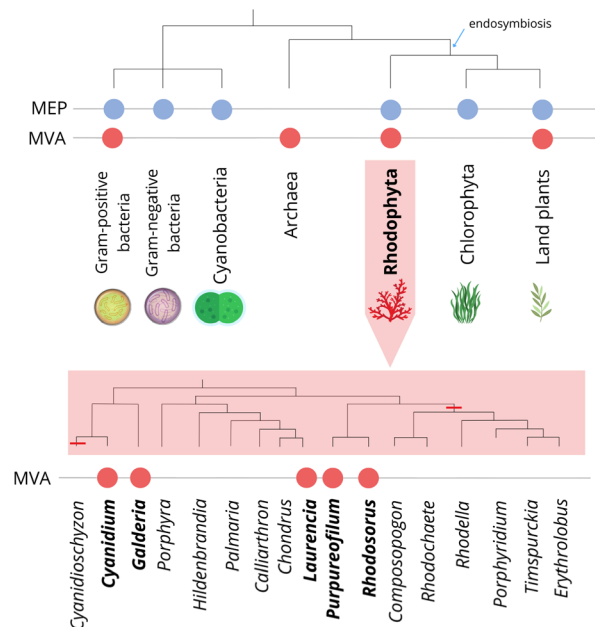 endosymbiosis
MEP
MVA
Gram-positive
bacteria
Gram-negative
bacteria
Cyanobacteria
Archaea
Rhodophyta
Chlorophyta
Land plants
MVA
Cyanidioschyzon
Cyanidium
Galderia
Porphyra
Hildenbrandia
Palmaria
Calliarthron
Chondrus
Laurencia
Purpureofilum
Rhodosorus
Composopogon
Rhodochaete
Rhodella
Porphyridium
Timspurckia
Erythrolobus